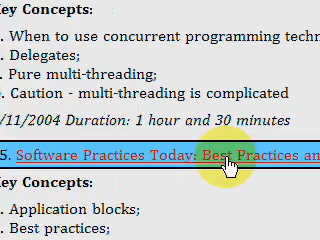 ey Concepts:
. When to use concurrent programming techn
. Delegates;
. Pure multi-threading;
. Caution - multi-threading is complicated
/11/2004 Duration: 1 hour and 30 minutes
5. Software Practices Today: Best Practices an
Key Concepts:
. Application blocks;
. Best practices;